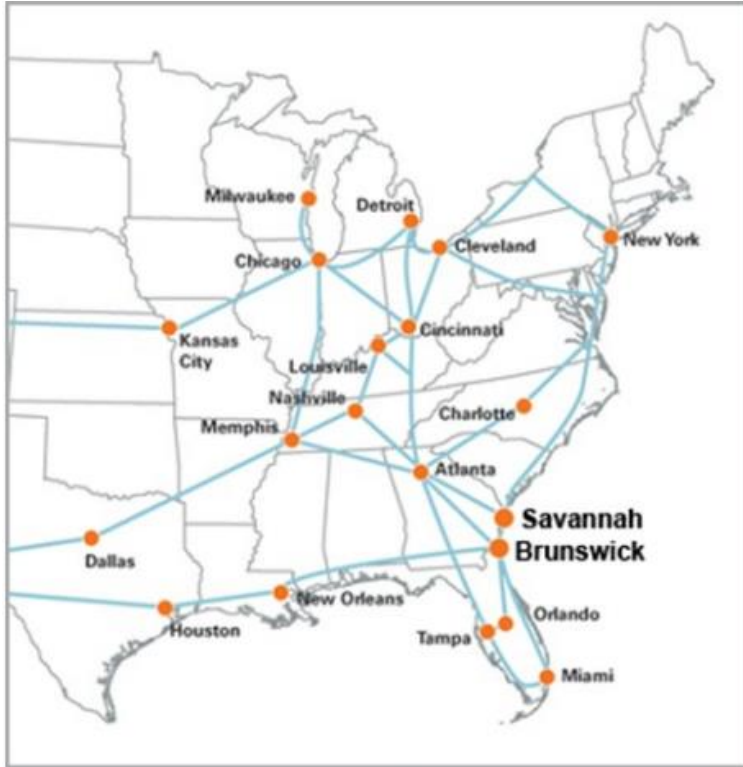 Milwaukee
Detroit
Chicago
Cleveland
New York
Kansas
City
Cincinnati
Louisville
Nashville
Memphis
Charlotte
Atlanta
Savannah
Brunswick
Dallas
New Orleans
Houston
Orlando
Tampa
Miami